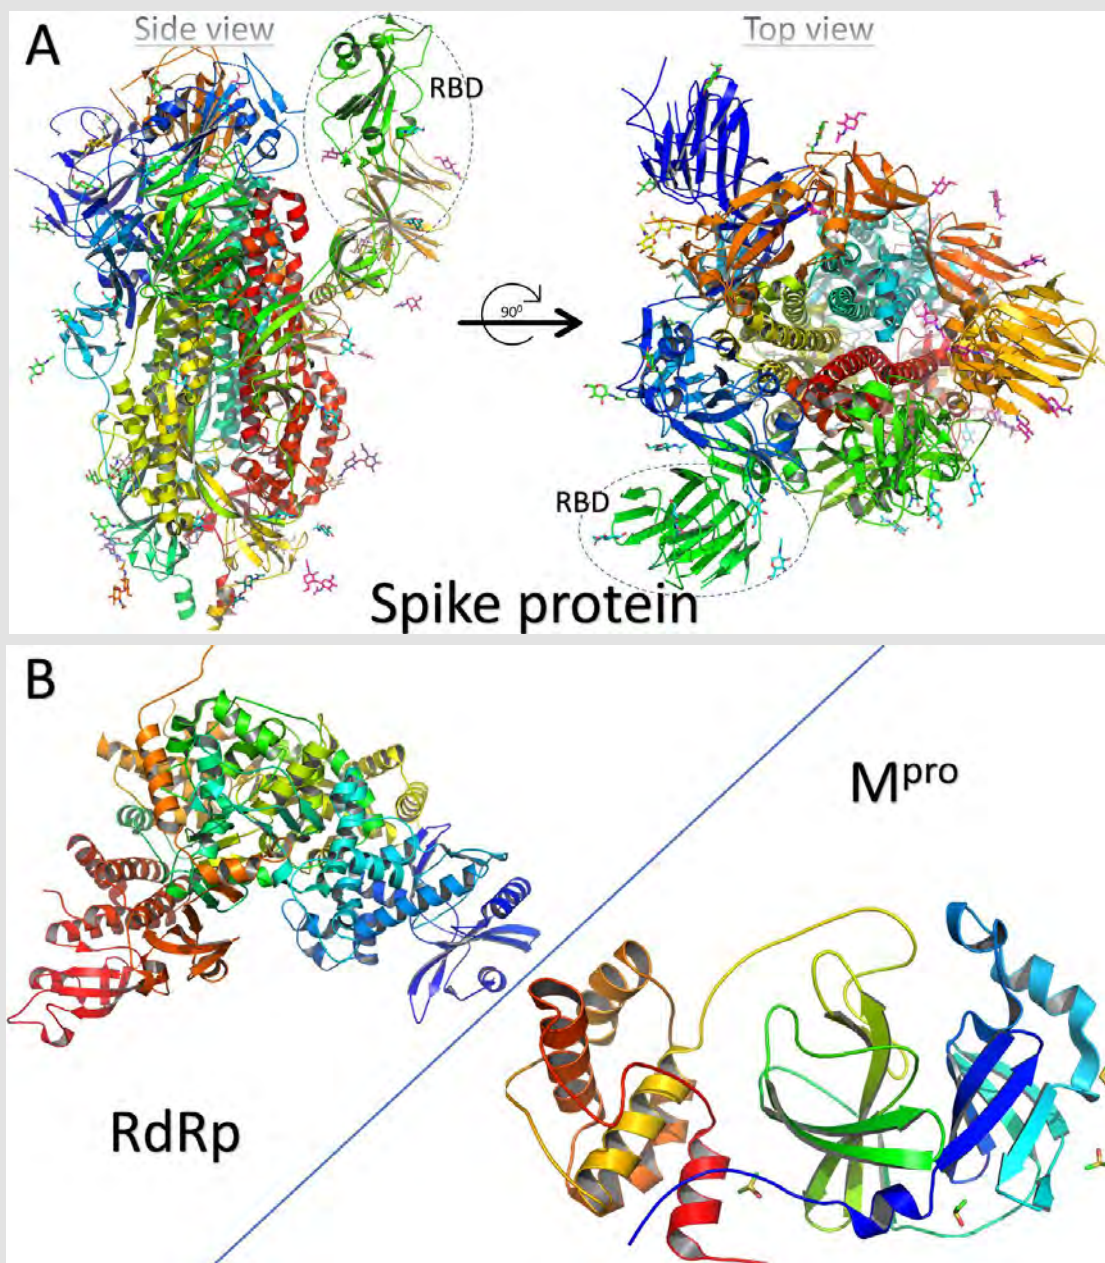 A
Side view
Top view
RBD
90⁰
RBD
Spike protein
B
Mᵖʳᵒ
RdRp